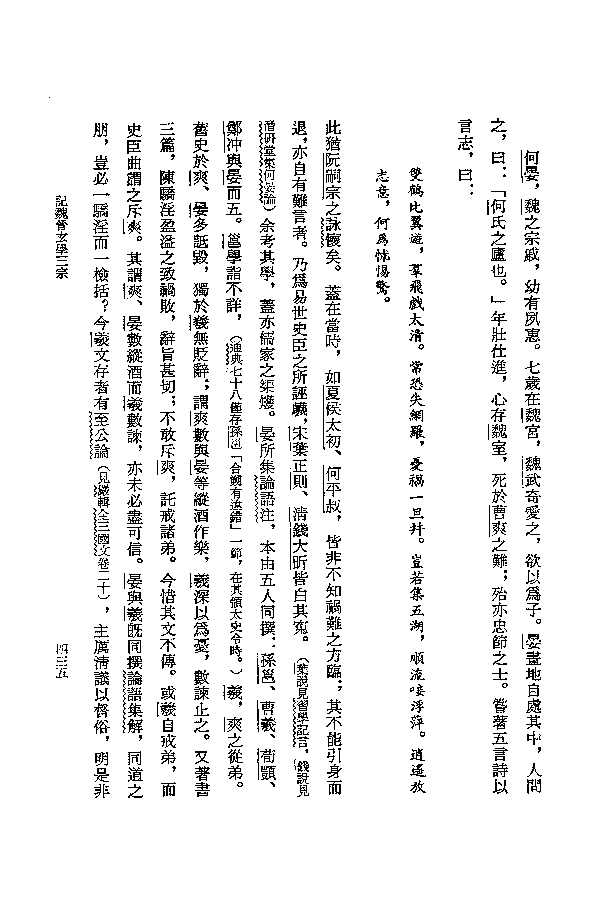 何晏，魏之宗戚，幼有夙惠。七歲在魏宮，魏武奇愛之，欲以爲子。晏畫地自處其中，人問
之，曰：「何氏之廬也。」年壯仕進，心存魏室，死於曹爽之難；殆亦忠節之士。嘗著五言詩以
言志，曰：
雙鶴比翼遊，羣飛戲太清。常恐失網羅，憂禍一旦幷。豈若集五湖，順流唼浮萍。逍遙放
志意，何爲怵惕驚。
此猶阮嗣宗之詠懷矣。蓋在當時，如夏侯太初、何平叔，皆非不知禍難之方臨；其不能引身而
退，亦自有難言者。乃爲易世史臣之所誣衊，宋葉正則、淸錢大昕皆白其寃。（葉說見習學記言，錢說見
潛研堂集何晏論）余考其學，蓋亦儒家之榘矱。晏所集論語注，本由五人同撰：孫邕、曹羲、荀顗、
鄭冲與晏而五。邕學詣不詳，（通典七十八僅存孫邕「合朔有違錯」一節，在其領太史令時。）羲，爽之從弟。
舊史於爽、晏多詆毀，獨於羲無貶辭；謂爽數與晏等縱酒作樂，羲深以爲憂，數諫止之。又著書
三篇，陳驕淫盈溢之致禍敗，辭旨甚切；不敢斥爽，託戒諸弟。今惜其文不傳。或羲自戒弟，而
史臣曲謂之斥爽。其謂爽、晏數縱酒而羲數諫，亦未必盡可信。晏與羲既同撰論語集解，同道之
朋，豈必一驕淫而一檢括？今羲文存者有至公論（見嚴輯全三國文卷二十），主厲淸議以督俗，明是非
記魏晉玄學三宗
四三五